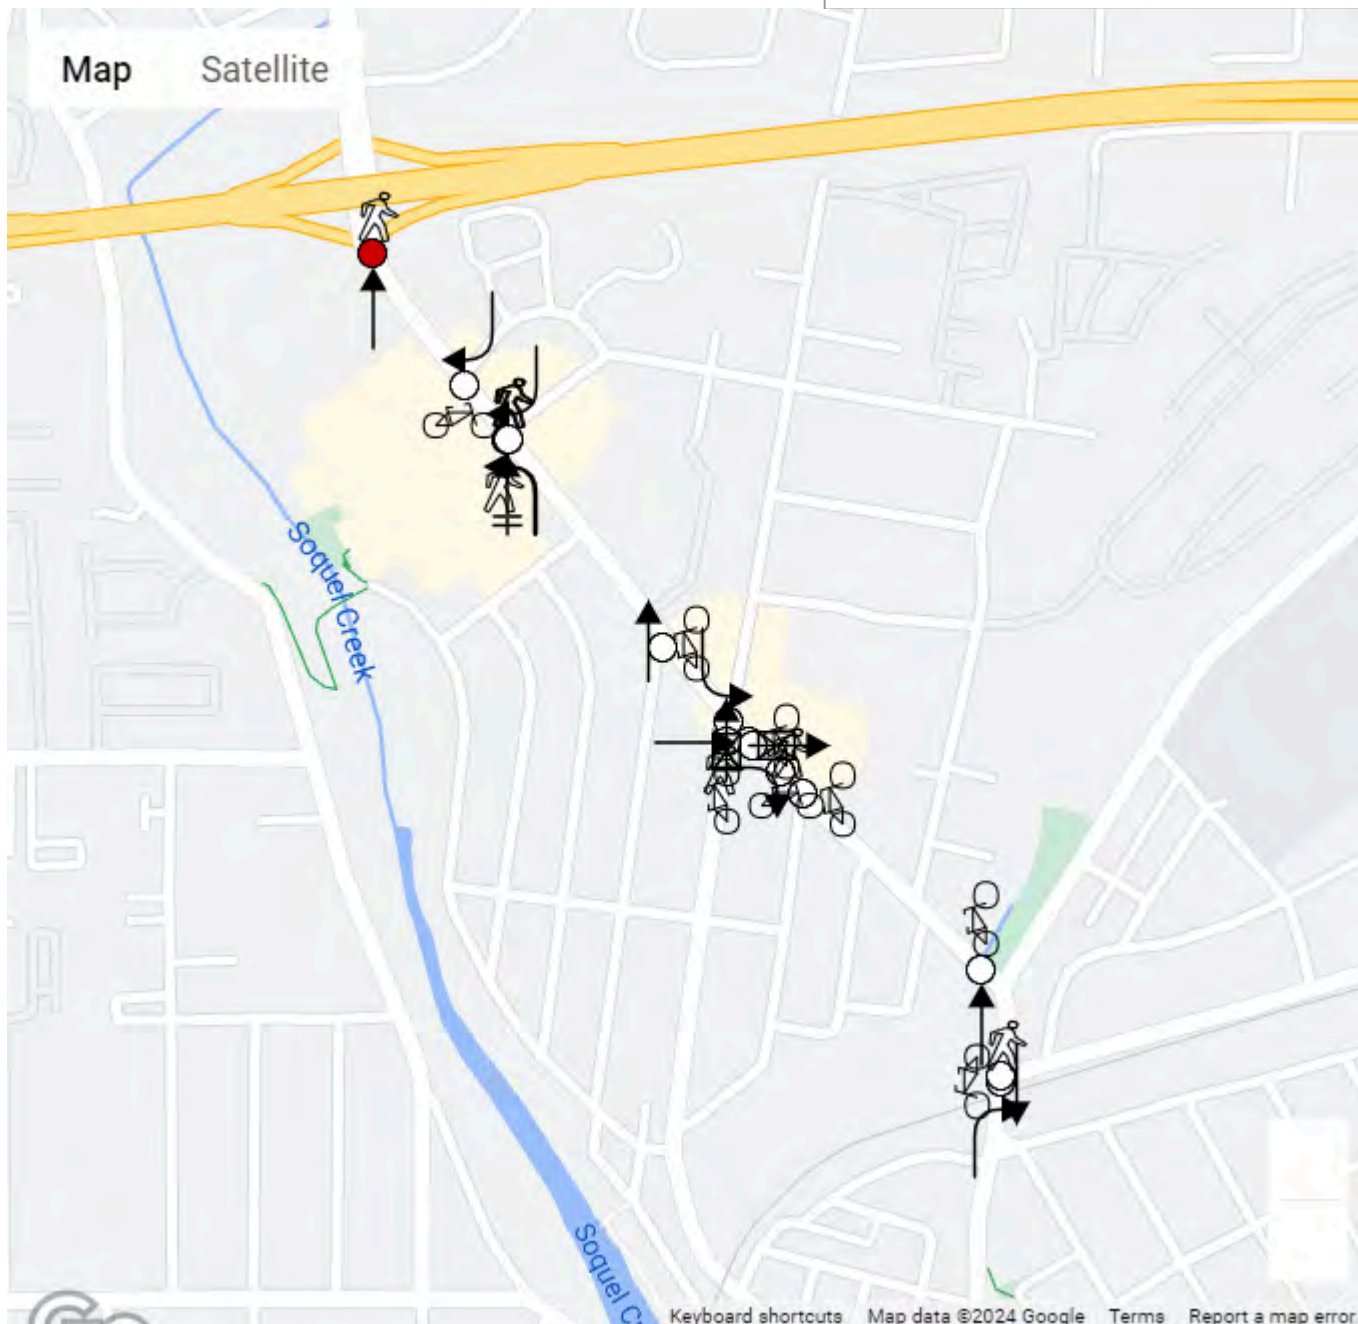 Map Satellite
Soquel Creek
Soquel C
Keyboard shortcuts Map data ©2024 Google Terms Report a map error